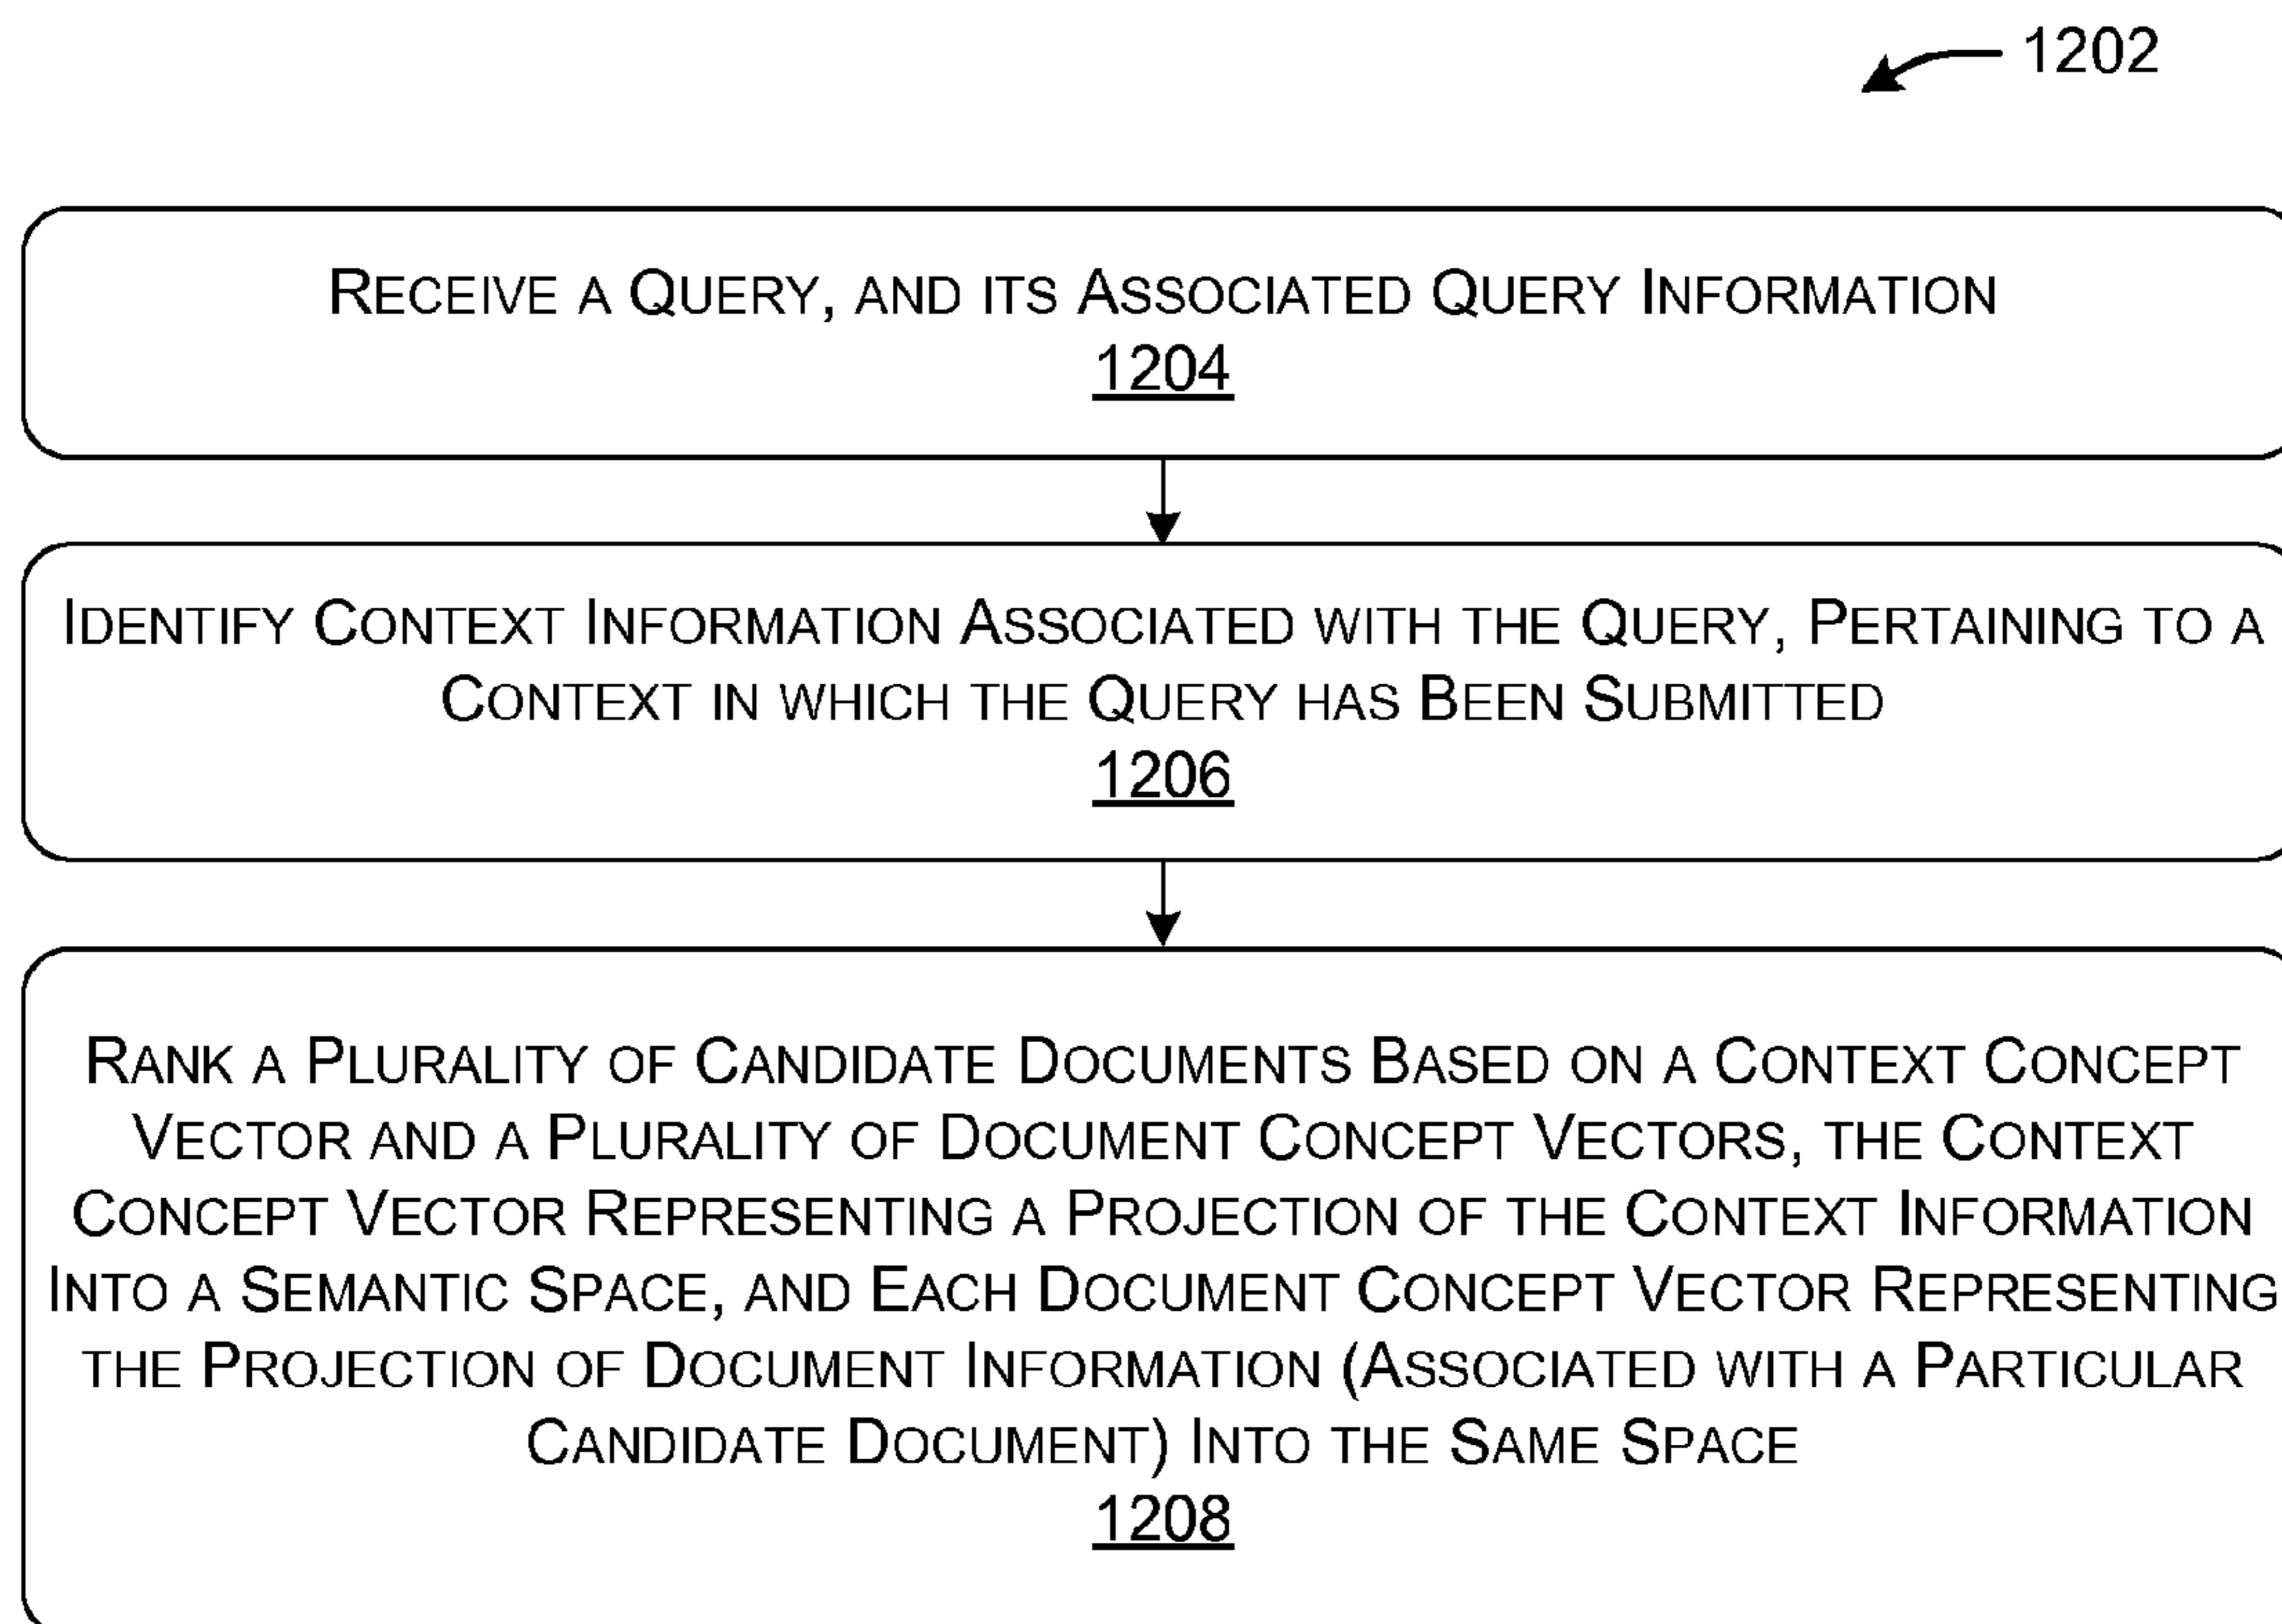 1202
RECEIVE A QUERY, AND ITS ASSOCIATED QUERY INFORMATION
1204
IDENTIFY CONTEXT INFORMATION ASSOCIATED WITH THE QUERY, PERTAINING TO A
CONTEXT IN WHICH THE QUERY HAS BEEN SUBMITTED
1206
RANK A PLURALITY OF CANDIDATE DOCUMENTS BASED ON A CONTEXT CONCEPT
VECTOR AND A PLURALITY OF DOCUMENT CONCEPT VECTORS, THE CONTEXT
CONCEPT VECTOR REPRESENTING A PROJECTION OF THE CONTEXT INFORMATION
INTO A SEMANTIC SPACE, AND EACH DOCUMENT CONCEPT VECTOR REPRESENTING
THE PROJECTION OF DOCUMENT INFORMATION (ASSOCIATED WITH A PARTICULAR
CANDIDATE DOCUMENT) INTO THE SAME SPACE
1208